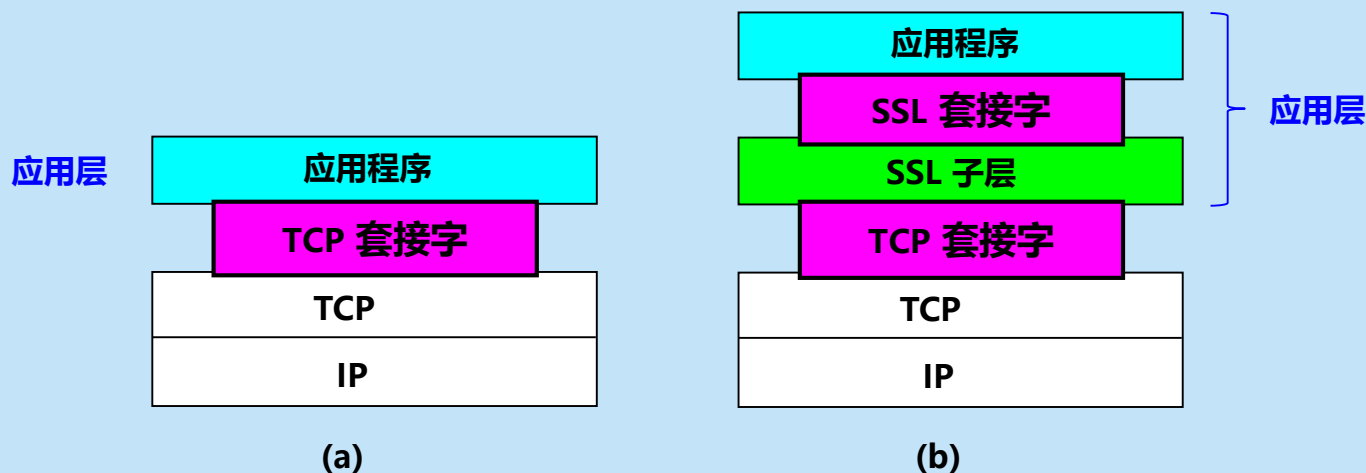 应用层
应用程序
TCP 套接字
TCP
IP
(a)
应用程序
SSL 套接字
SSL 子层
TCP 套接字
TCP
IP
应用层
(b)